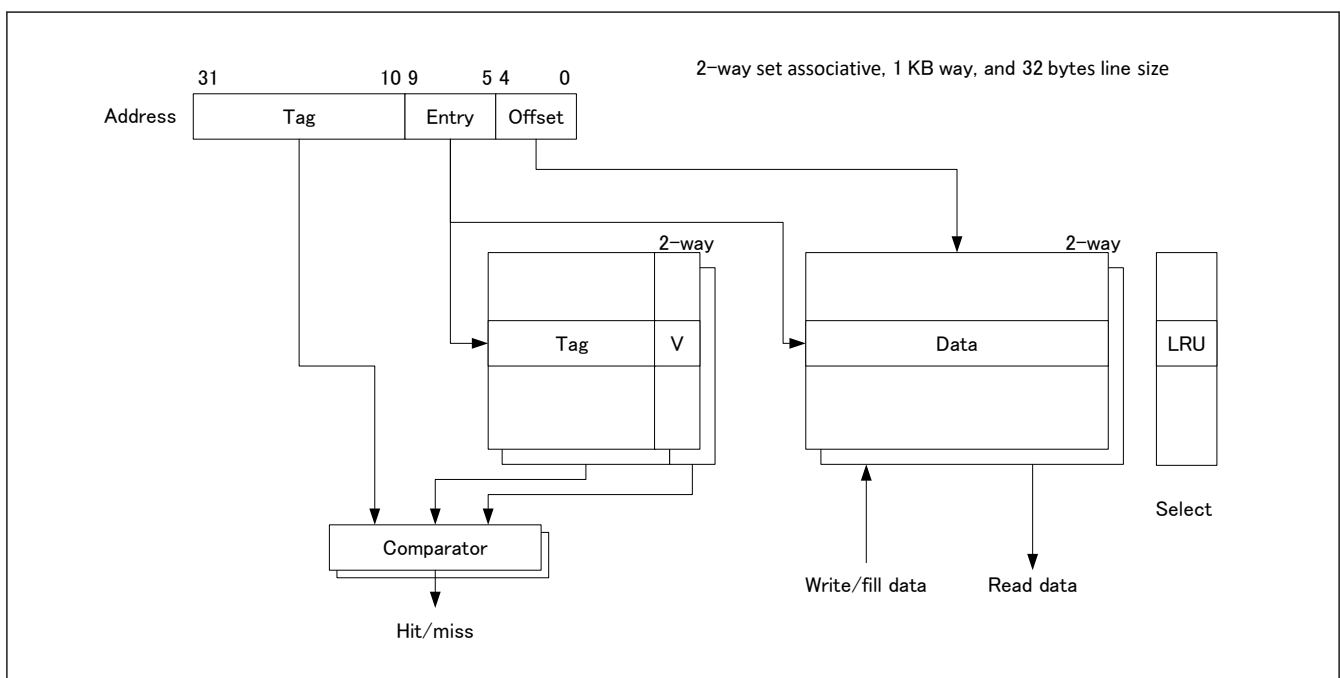 31 10 9 5 4 0
2-way set associative, 1 KB way, and 32 bytes line size
Address Tag Entry Offset
2-way 2-way
Tag V Data LRU
Select
Comparator
Write/fill data Read data
Hit/miss